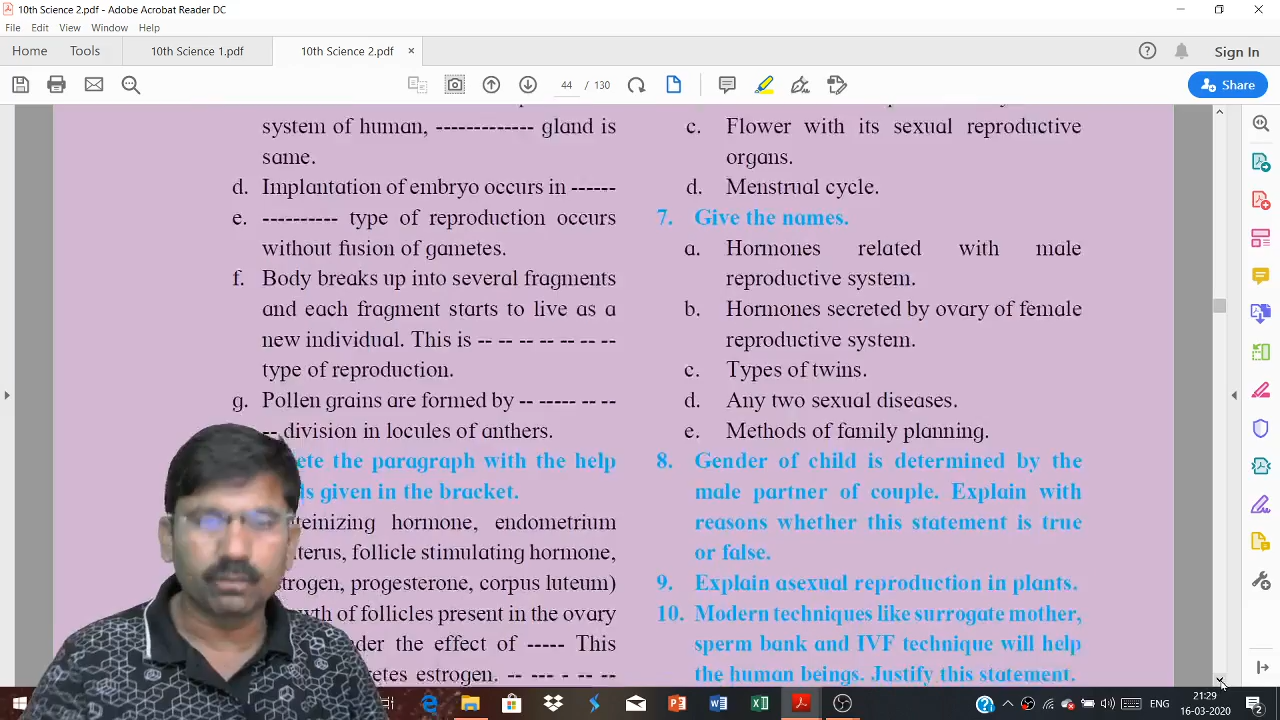 10th Science 2.pdf - Adobe Acrobat Reader DC
File Edit View Window Help
Home Tools 10th Science 1.pdf 10th Science 2.pdf × Sign In
44 / 130 Share
system of human, ------------- gland is
same.
d. Implantation of embryo occurs in ------
e. ---------- type of reproduction occurs
without fusion of gametes.
f. Body breaks up into several fragments
and each fragment starts to live as a
new individual. This is -- -- -- -- -- -- --
type of reproduction.
g. Pollen grains are formed by -- ----- -- --
-- division in locules of anthers.
the paragraph with the help
given in the bracket.
hormone, endometrium
follicle stimulating hormone,
progesterone, corpus luteum)
of follicles present in the ovary
the effect of ----- This
estrogen. -- --- - -- --
c. Flower with its sexual reproductive
organs.
d. Menstrual cycle.
7. Give the names.
a. Hormones related with male
reproductive system.
b. Hormones secreted by ovary of female
reproductive system.
c. Types of twins.
d. Any two sexual diseases.
e. Methods of family planning.
8. Gender of child is determined by the
male partner of couple. Explain with
reasons whether this statement is true
or false.
9. Explain asexual reproduction in plants.
10. Modern techniques like surrogate mother,
sperm bank and IVF technique will help
the human beings. Justify this statement.
ENG 21:29
16-03-2020